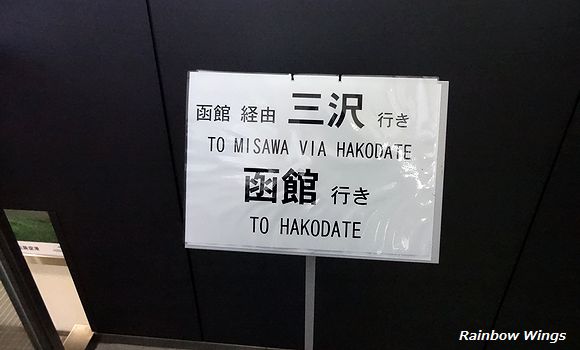 函館 経由 三沢 行き
TO MISAWA VIA HAKODATE
函館 行き
TO HAKODATE
Rainbow Wings